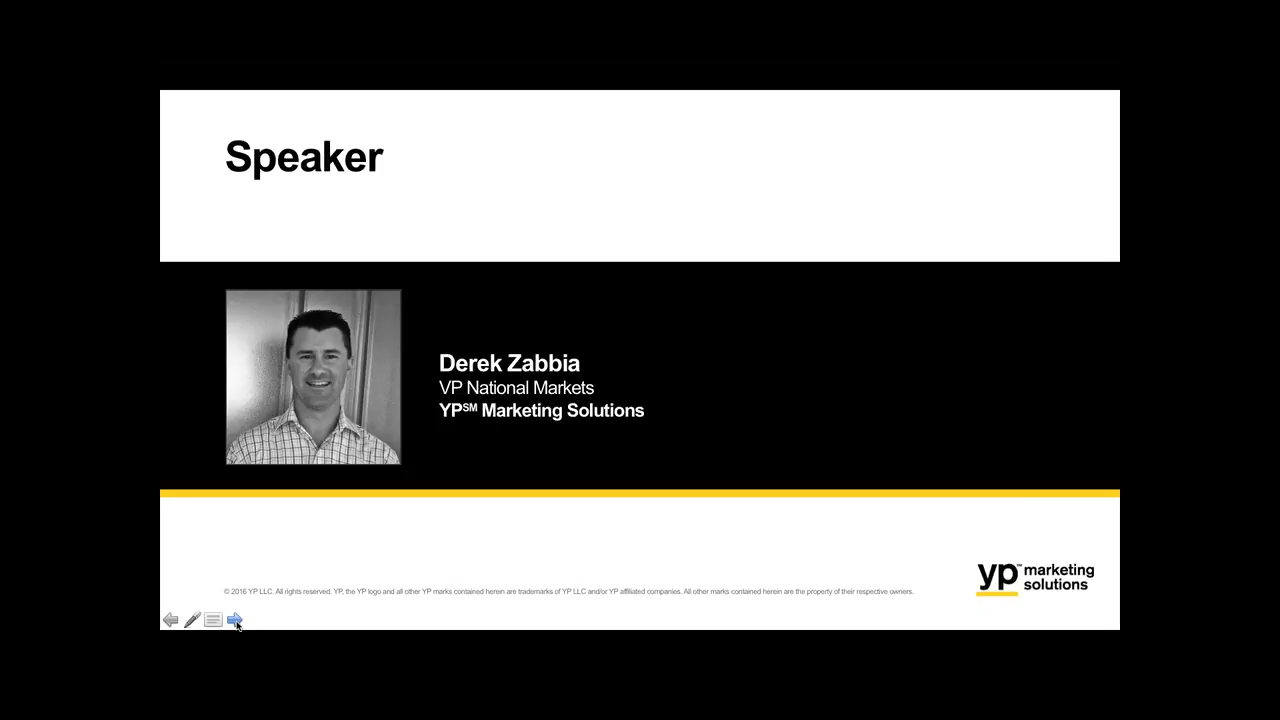 Speaker
Derek Zabbia
VP National Markets
YP℠ Marketing Solutions
© 2016 YP LLC. All rights reserved. YP, the YP logo and all other YP marks contained herein are trademarks of YP LLC and/or YP affiliated companies. All other marks contained herein are the property of their respective owners.
yp™ marketing
solutions